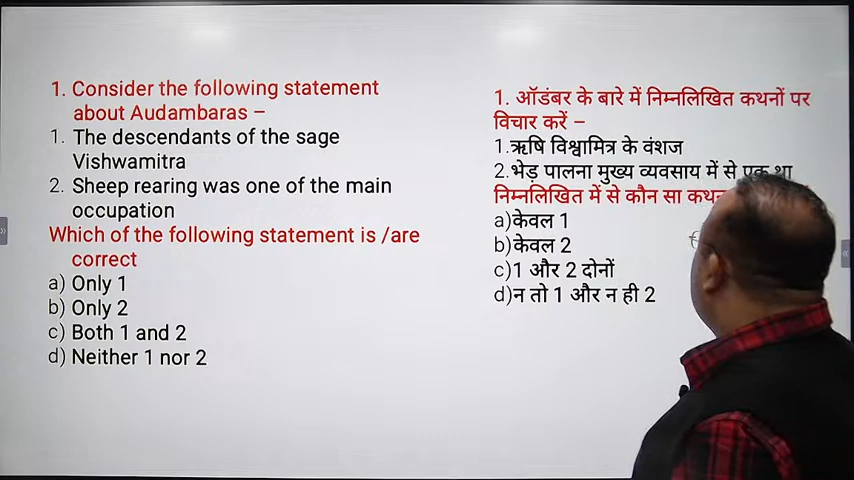 1. Consider the following statement
about Audambaras –
1. The descendants of the sage
Vishwamitra
2. Sheep rearing was one of the main
occupation
Which of the following statement is /are
correct
a) Only 1
b) Only 2
c) Both 1 and 2
d) Neither 1 nor 2
1. ऑडंबर के बारे में निम्नलिखित कथनों पर
विचार करें –
1.ऋषि विश्वामित्र के वंशज
2.भेड़ पालना मुख्य व्यवसाय में से एक था
निम्नलिखित में से कौन सा कथन
a)केवल 1
b)केवल 2
c)1 और 2 दोनों
d)न तो 1 और न ही 2